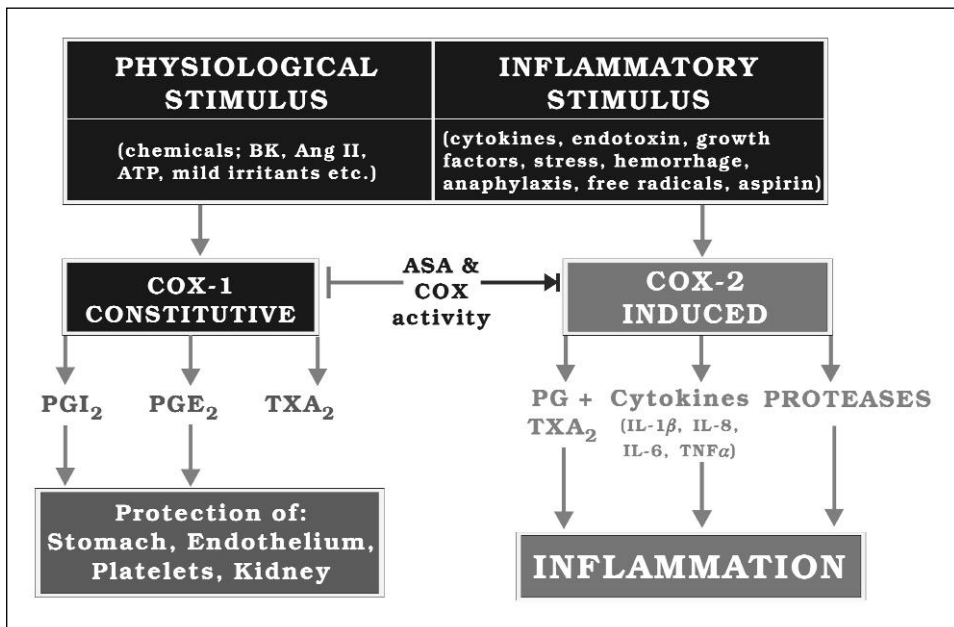 PHYSIOLOGICAL
STIMULUS
(chemicals; BK, Ang II,
ATP, mild irritants etc.)
INFLAMMATORY
STIMULUS
(cytokines, endotoxin, growth
factors, stress, hemorrhage,
anaphylaxis, free radicals, aspirin)
COX-1
CONSTITUTIVE
ASA &
COX
activity
COX-2
INDUCED
PGI₂
PGE₂
TXA₂
PG +
TXA₂
Cytokines
(IL-1β, IL-8,
IL-6, TNFα)
PROTEASES
Protection of:
Stomach, Endothelium,
Platelets, Kidney
INFLAMMATION